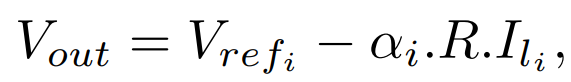 $V_{out} = V_{ref_i} - \alpha_i.R.I_{l_i},$